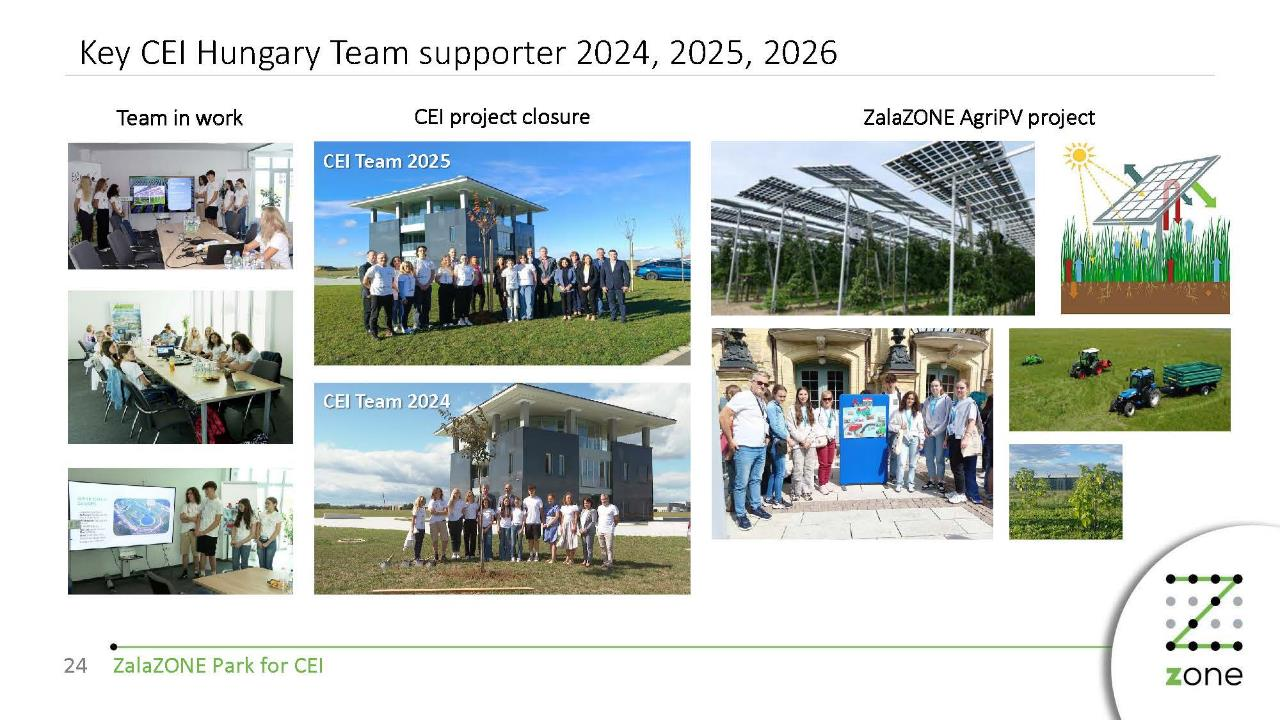 Key CEI Hungary Team supporter 2024, 2025, 2026
Team in work
CEI project closure
ZalaZONE AgriPV project
CEI Team 2025
CEI Team 2024
24
ZalaZONE Park for CEI
zone